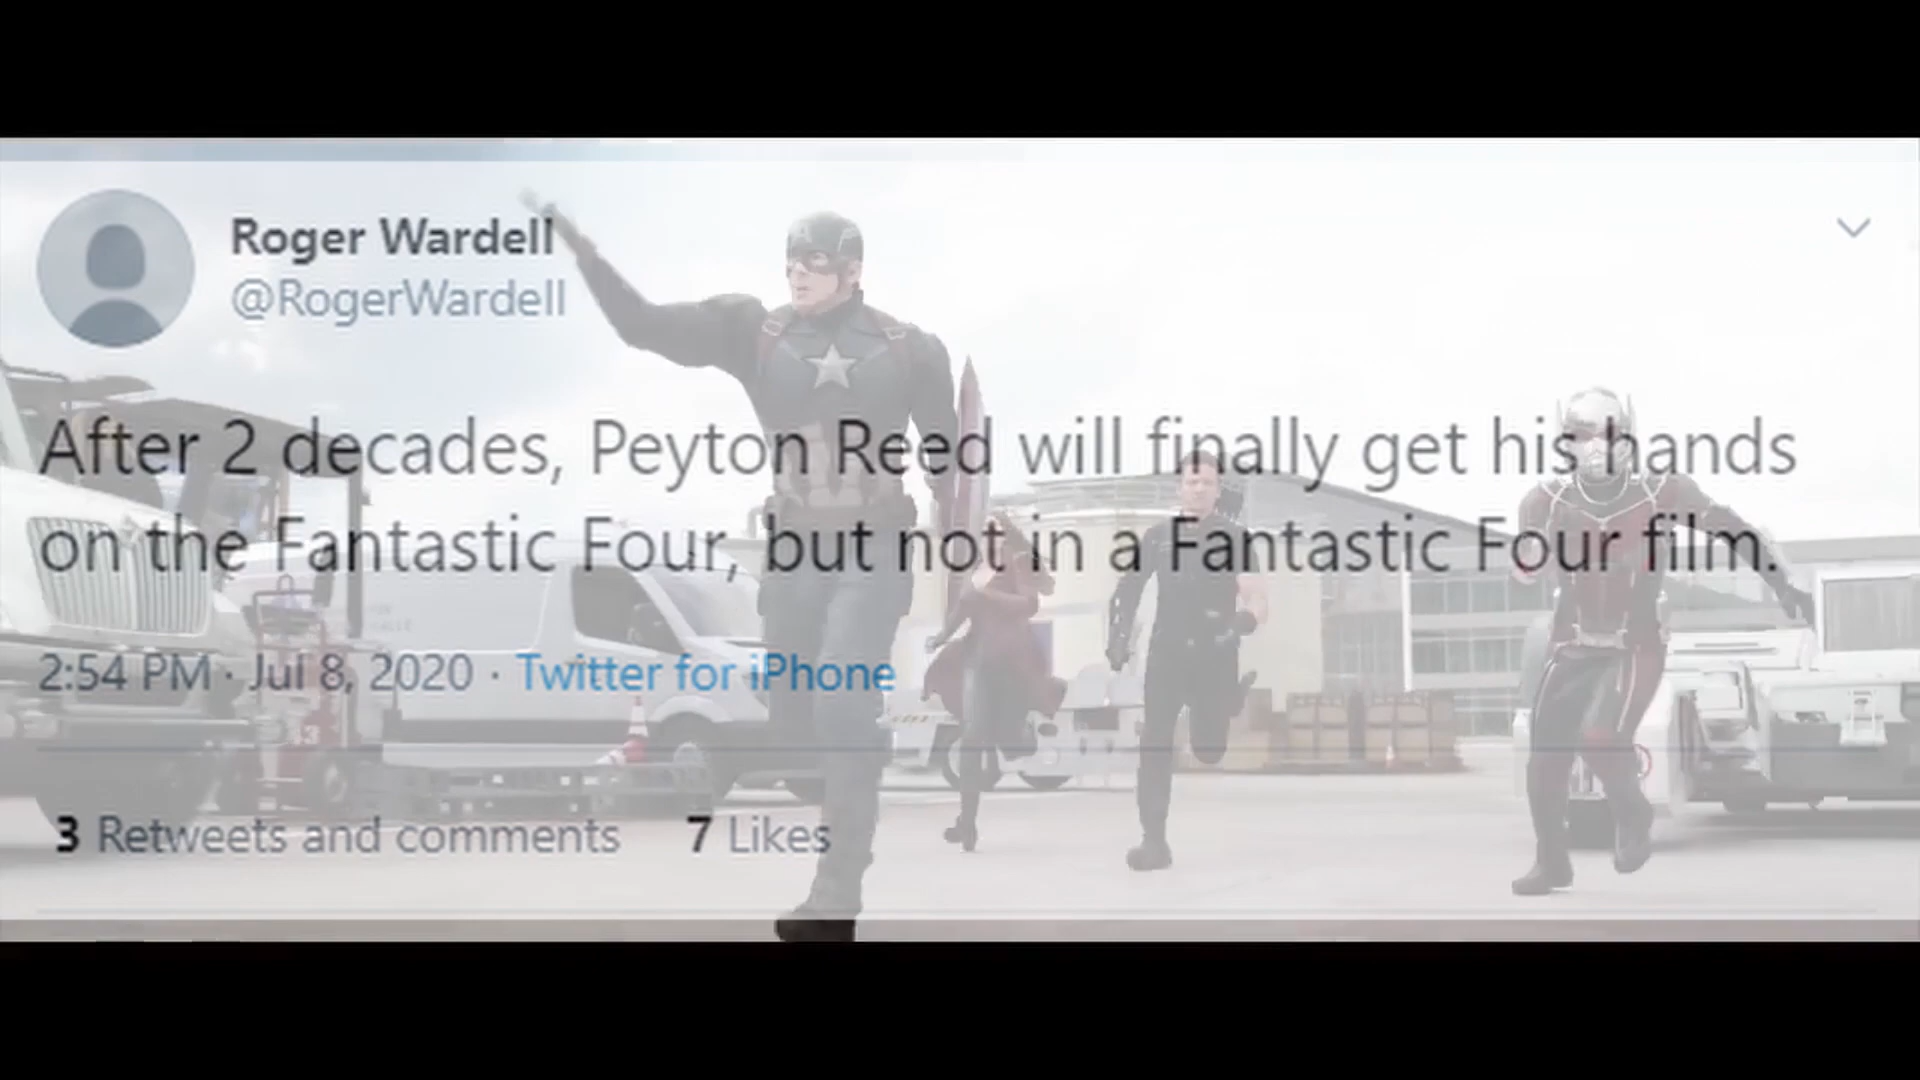 Roger Wardell
@RogerWardell
After 2 decades, Peyton Reed will finally get his hands
on the Fantastic Four, but not in a Fantastic Four film.
2:54 PM · Jul 8, 2020 · Twitter for iPhone
3 Retweets and comments 7 Likes